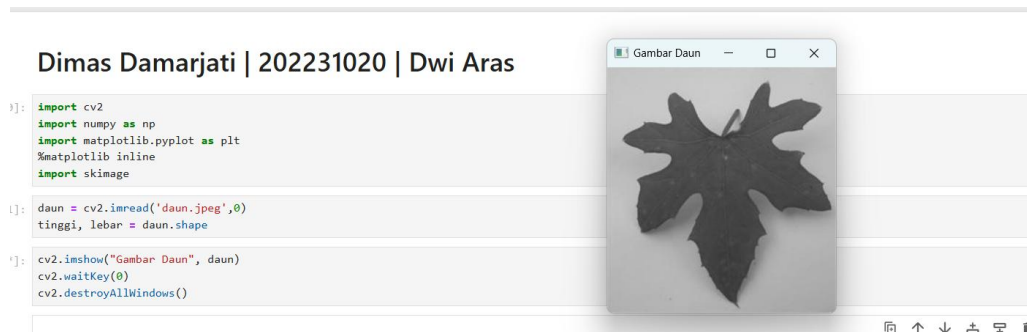 Dimas Damarjati | 202231020 | Dwi Aras
Gambar Daun
]:
import cv2
import numpy as np
import matplotlib.pyplot as plt
%matplotlib inline
import skimage
]:
daun = cv2.imread('daun.jpeg',0)
tinggi, lebar = daun.shape
]:
cv2.imshow("Gambar Daun", daun)
cv2.waitKey(0)
cv2.destroyAllWindows()